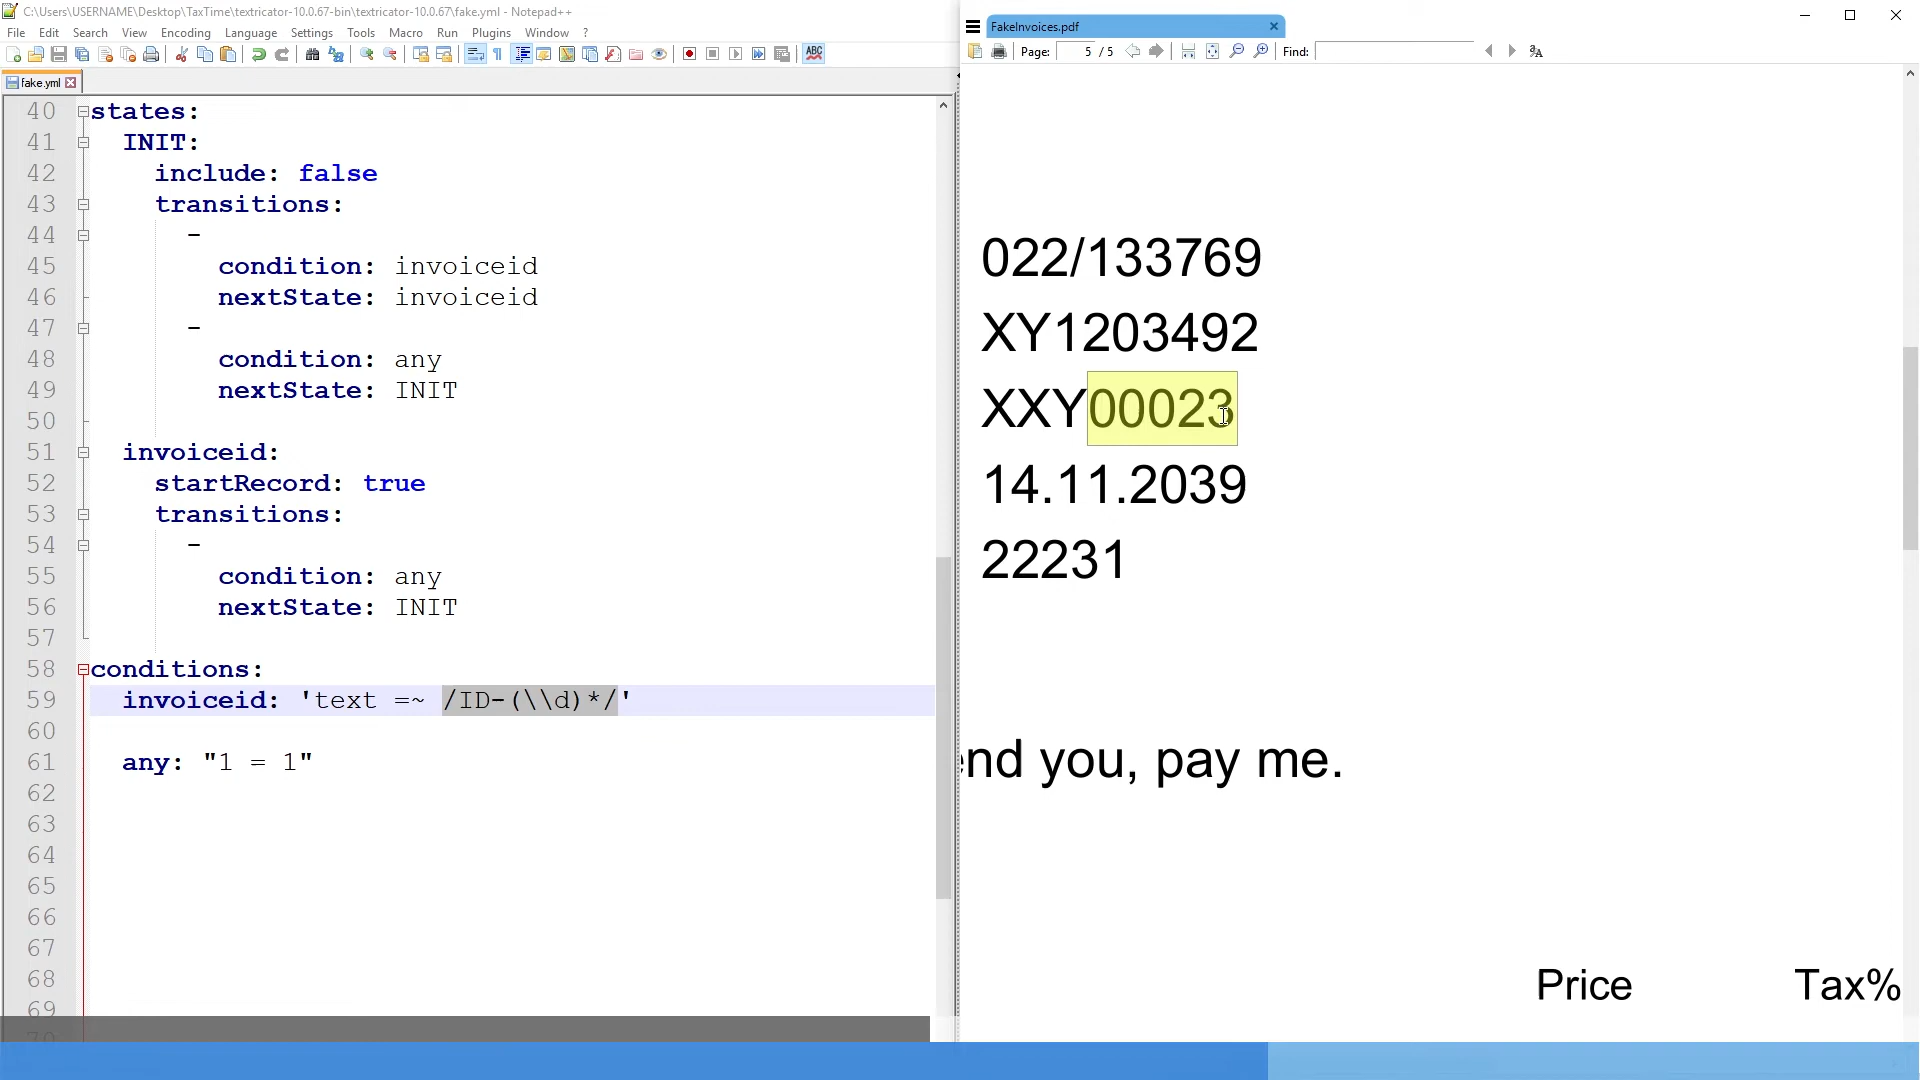 C:\Users\USERNAME\Desktop\TaxTime\textricator-10.0.67-bin\textricator-10.0.67\fake.yml - Notepad++
File Edit Search View Encoding Language Settings Tools Macro Run Plugins Window ?
fake.yml
40 states:
41 INIT:
42 include: false
43 transitions:
44 -
45 condition: invoiceid
46 nextState: invoiceid
47 -
48 condition: any
49 nextState: INIT
50
51 invoiceid:
52 startRecord: true
53 transitions:
54 -
55 condition: any
56 nextState: INIT
57
58 conditions:
59 invoiceid: 'text =~ /ID-(\\d)*/'
60
61 any: "1 = 1"
62
63
64
65
66
67
68
69
70
FakeInvoices.pdf
Page: 5 / 5 Find:
022/133769
XY1203492
XXY00023
14.11.2039
22231
end you, pay me.
Price Tax%